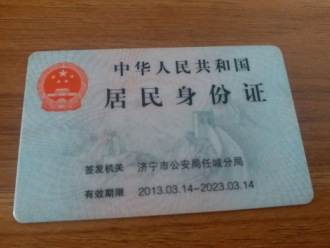 中华人民共和国
居民身份证
签发机关 济宁市公安局任城分局
有效期限 2013.03.14-2023.03.14